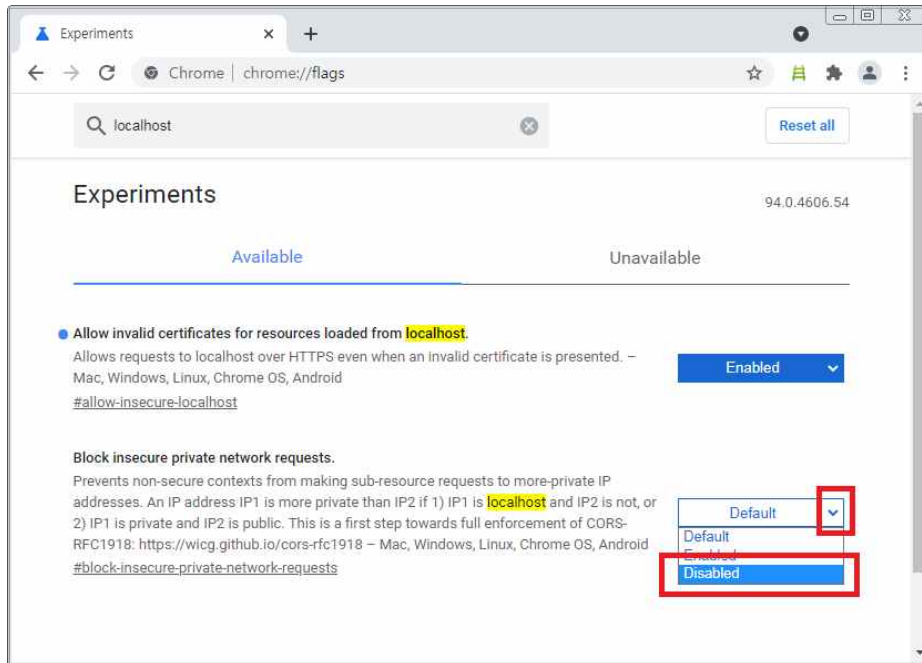 Experiments
Chrome | chrome://flags
localhost
Reset all
Experiments
94.0.4606.54
Available
Unavailable
Allow invalid certificates for resources loaded from localhost.
Allows requests to localhost over HTTPS even when an invalid certificate is presented. –
Mac, Windows, Linux, Chrome OS, Android
#allow-insecure-localhost
Enabled
Block insecure private network requests.
Prevents non-secure contexts from making sub-resource requests to more-private IP
addresses. An IP address IP1 is more private than IP2 if 1) IP1 is localhost and IP2 is not, or
2) IP1 is private and IP2 is public. This is a first step towards full enforcement of CORS-
RFC1918: https://wicg.github.io/cors-rfc1918 – Mac, Windows, Linux, Chrome OS, Android
#block-insecure-private-network-requests
Default
Default
Enabled
Disabled